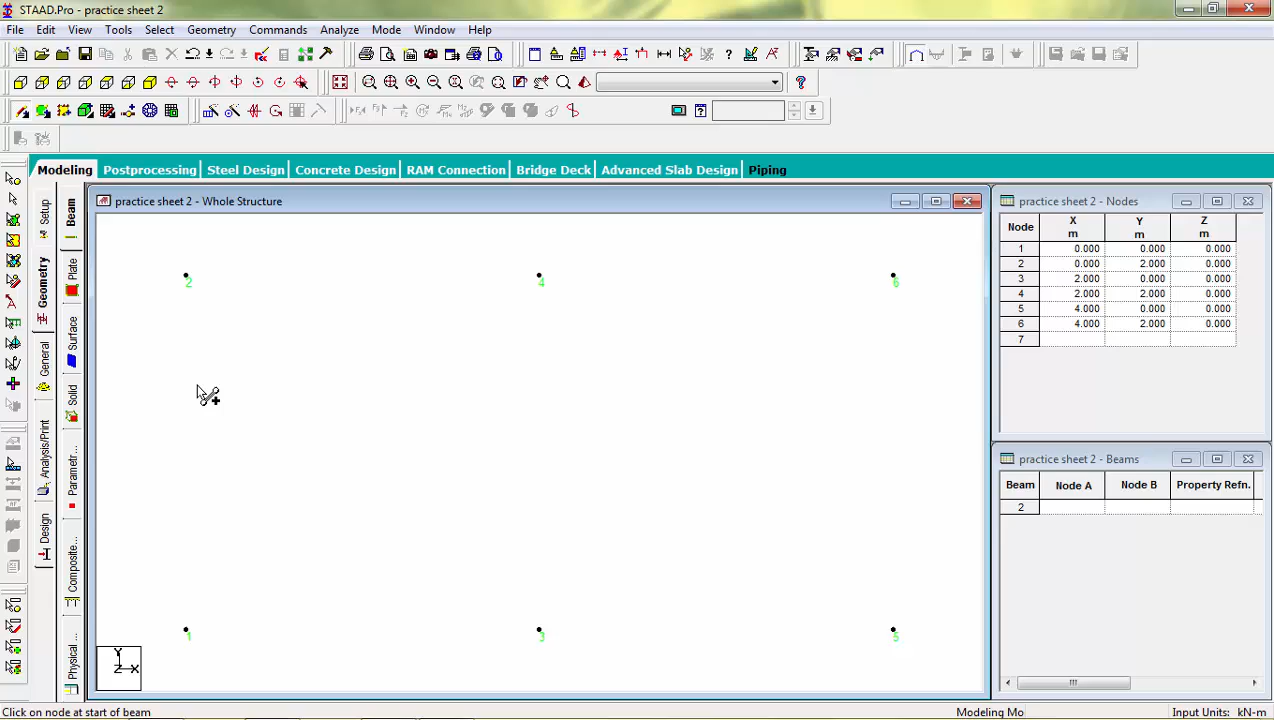 STAAD.Pro - practice sheet 2
File Edit View Tools Select Geometry Commands Analyze Mode Window Help
Modeling Postprocessing Steel Design Concrete Design RAM Connection Bridge Deck Advanced Slab Design Piping
Setup
Geometry
General
Analysis/Print
Design
Beam
Plate
Surface
Solid
Parametr...
Composite...
Physical ...
practice sheet 2 - Whole Structure
2 4 6
1 3 5
Y
Z X
practice sheet 2 - Nodes
Node X m Y m Z m
1 0.000 0.000 0.000
2 0.000 2.000 0.000
3 2.000 0.000 0.000
4 2.000 2.000 0.000
5 4.000 0.000 0.000
6 4.000 2.000 0.000
7
practice sheet 2 - Beams
Beam Node A Node B Property Refn.
2
Click on node at start of beam
Modeling Mo Input Units: kN-m